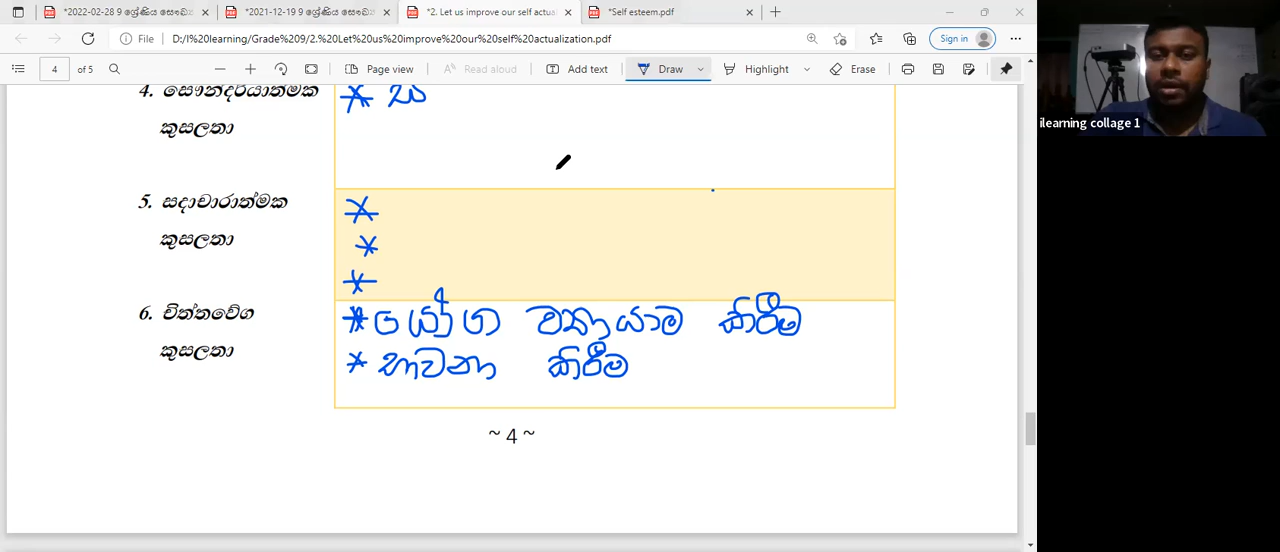 *2022-02-28 9 ශ්‍රේණිය සෞඛ්‍ය
*2021-12-19 9 ශ්‍රේණිය සෞඛ්‍ය
*2. Let us improve our self actua
*Self esteem.pdf
File D:/I%20learning/Grade%209/2.%20Let%20us%20improve%20our%20self%20actualization.pdf
Sign in
4 of 5
Page view
Read aloud
Add text
Draw
Highlight
Erase
4. සෞන්දර්යාත්මක
කුසලතා
5. සදාචාරාත්මක
කුසලතා
6. චිත්තවේග
කුසලතා
* යෝග ව්‍යායාම කිරීම
* භාවනා කිරීම
~ 4 ~
ilearning collage 1